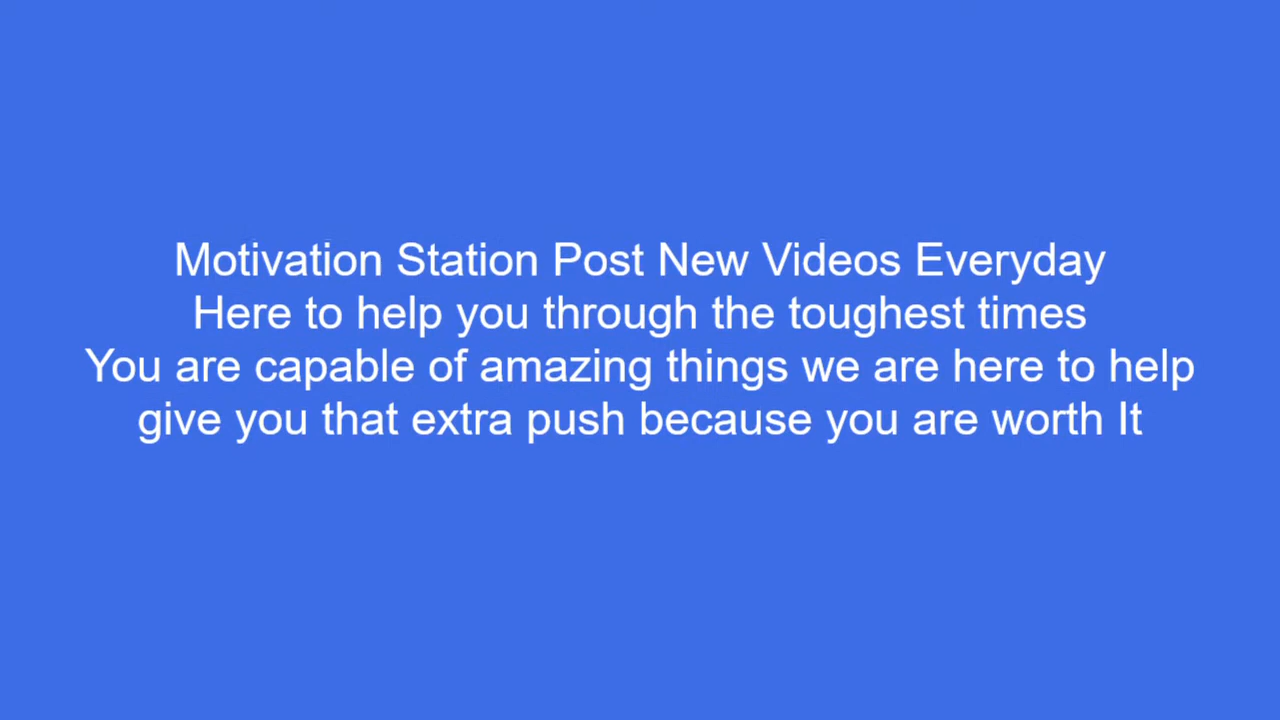 Motivation Station Post New Videos Everyday
Here to help you through the toughest times
You are capable of amazing things we are here to help
give you that extra push because you are worth It